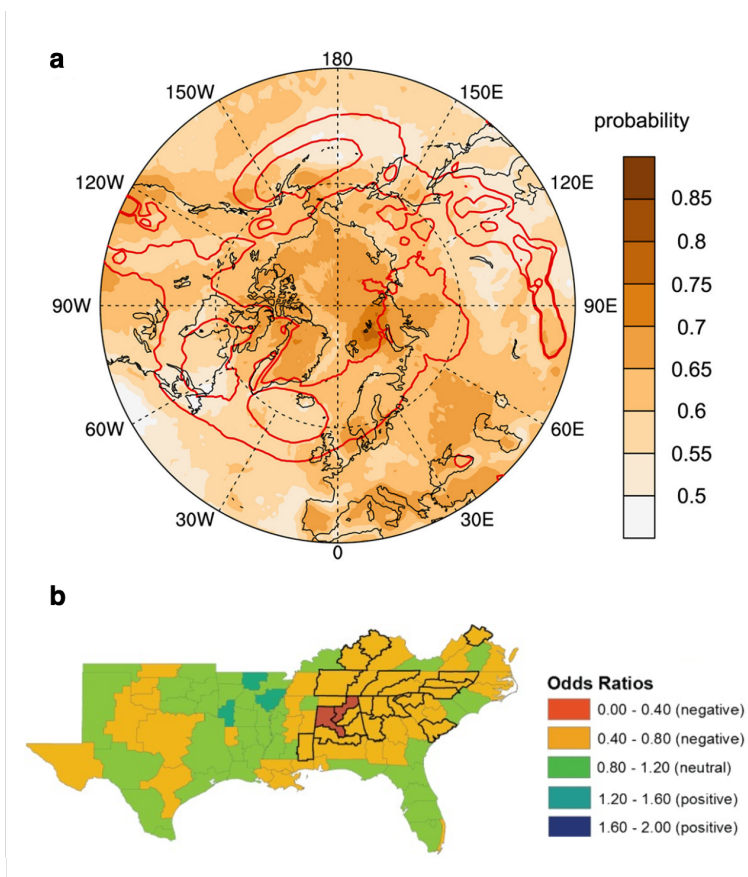 a
180
150W
150E
probability
120W
120E
0.85
0.8
0.75
90W
90E
0.7
0.65
0.6
60W
60E
0.55
0.5
30W
30E
0
b
Odds Ratios
0.00 - 0.40 (negative)
0.40 - 0.80 (negative)
0.80 - 1.20 (neutral)
1.20 - 1.60 (positive)
1.60 - 2.00 (positive)